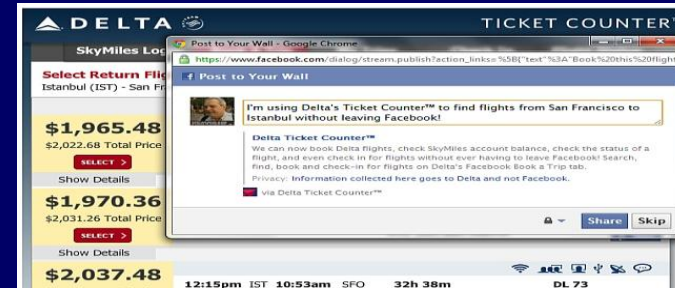 DELTA
TICKET COUNTER™
SkyMiles Log
Post to Your Wall - Google Chrome
https://www.facebook.com/dialog/stream.publish?action_links=%5B{"text"%3A"Book%20this%20flight
Select Return Flig
Istanbul (IST) - San Fr
Post to Your Wall
I'm using Delta's Ticket Counter™ to find flights from San Francisco to
Istanbul without leaving Facebook!
Delta Ticket Counter™
We can now book Delta flights, check SkyMiles account balance, check the status of a
flight, and even check in for flights without ever having to leave Facebook! Search,
find, book and check-in for flights on Delta's Facebook Book a Trip tab.
Privacy: Information collected here goes to Delta and not Facebook.
via Delta Ticket Counter™
Share Skip
$1,965.48
$2,022.68 Total Price
SELECT >
Show Details
$1,970.36
$2,031.26 Total Price
SELECT >
Show Details
$2,037.48
12:15pm IST 10:53am SFO 32h 38m DL 73